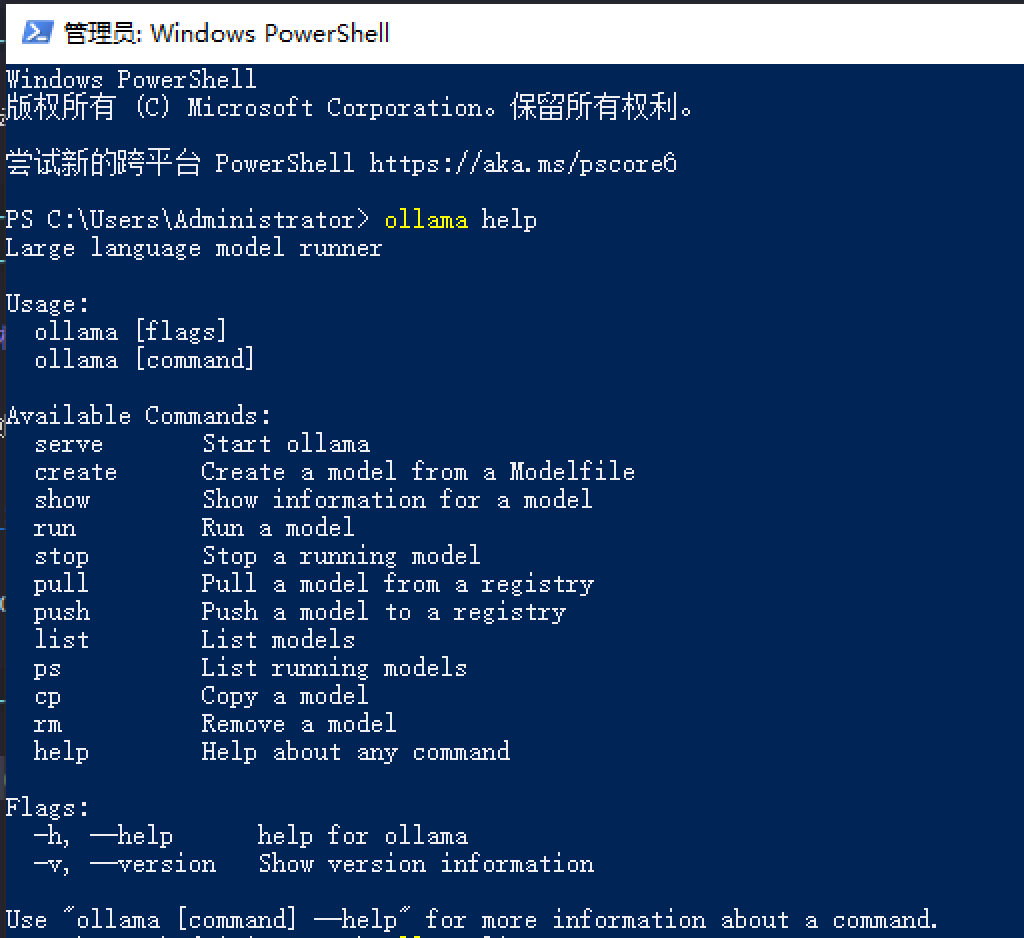 管理员: Windows PowerShell
Windows PowerShell
版权所有 (C) Microsoft Corporation。保留所有权利。
尝试新的跨平台 PowerShell https://aka.ms/pscore6
PS C:\Users\Administrator> ollama help
Large language model runner
Usage:
  ollama [flags]
  ollama [command]
Available Commands:
  serve       Start ollama
  create      Create a model from a Modelfile
  show        Show information for a model
  run         Run a model
  stop        Stop a running model
  pull        Pull a model from a registry
  push        Push a model to a registry
  list        List models
  ps          List running models
  cp          Copy a model
  rm          Remove a model
  help        Help about any command
Flags:
  -h, --help      help for ollama
  -v, --version   Show version information
Use "ollama [command] --help" for more information about a command.